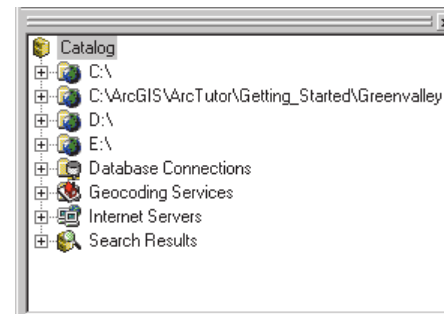 Catalog
C:\
C:\ArcGIS\ArcTutor\Getting_Started\Greenvalley
D:\
E:\
Database Connections
Geocoding Services
Internet Servers
Search Results